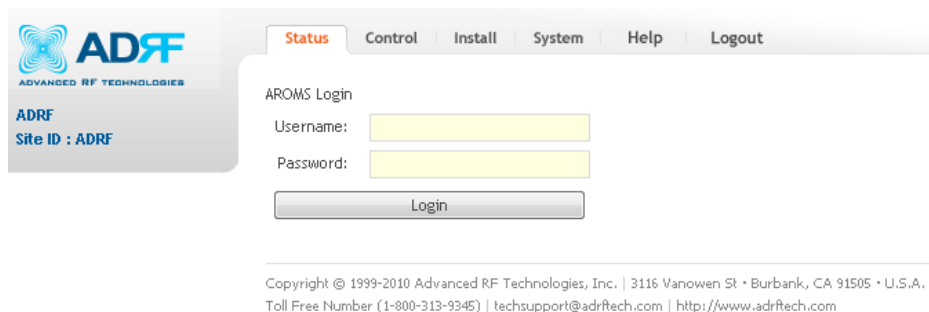 ADRF
ADVANCED RF TECHNOLOGIES
ADRF
Site ID : ADRF
Status Control Install System Help Logout
AROMS Login
Username:
Password:
Login
Copyright © 1999-2010 Advanced RF Technologies, Inc. | 3116 Vanowen St • Burbank, CA 91505 • U.S.A.
Toll Free Number (1-800-313-9345) | techsupport@adrftech.com | http://www.adrftech.com